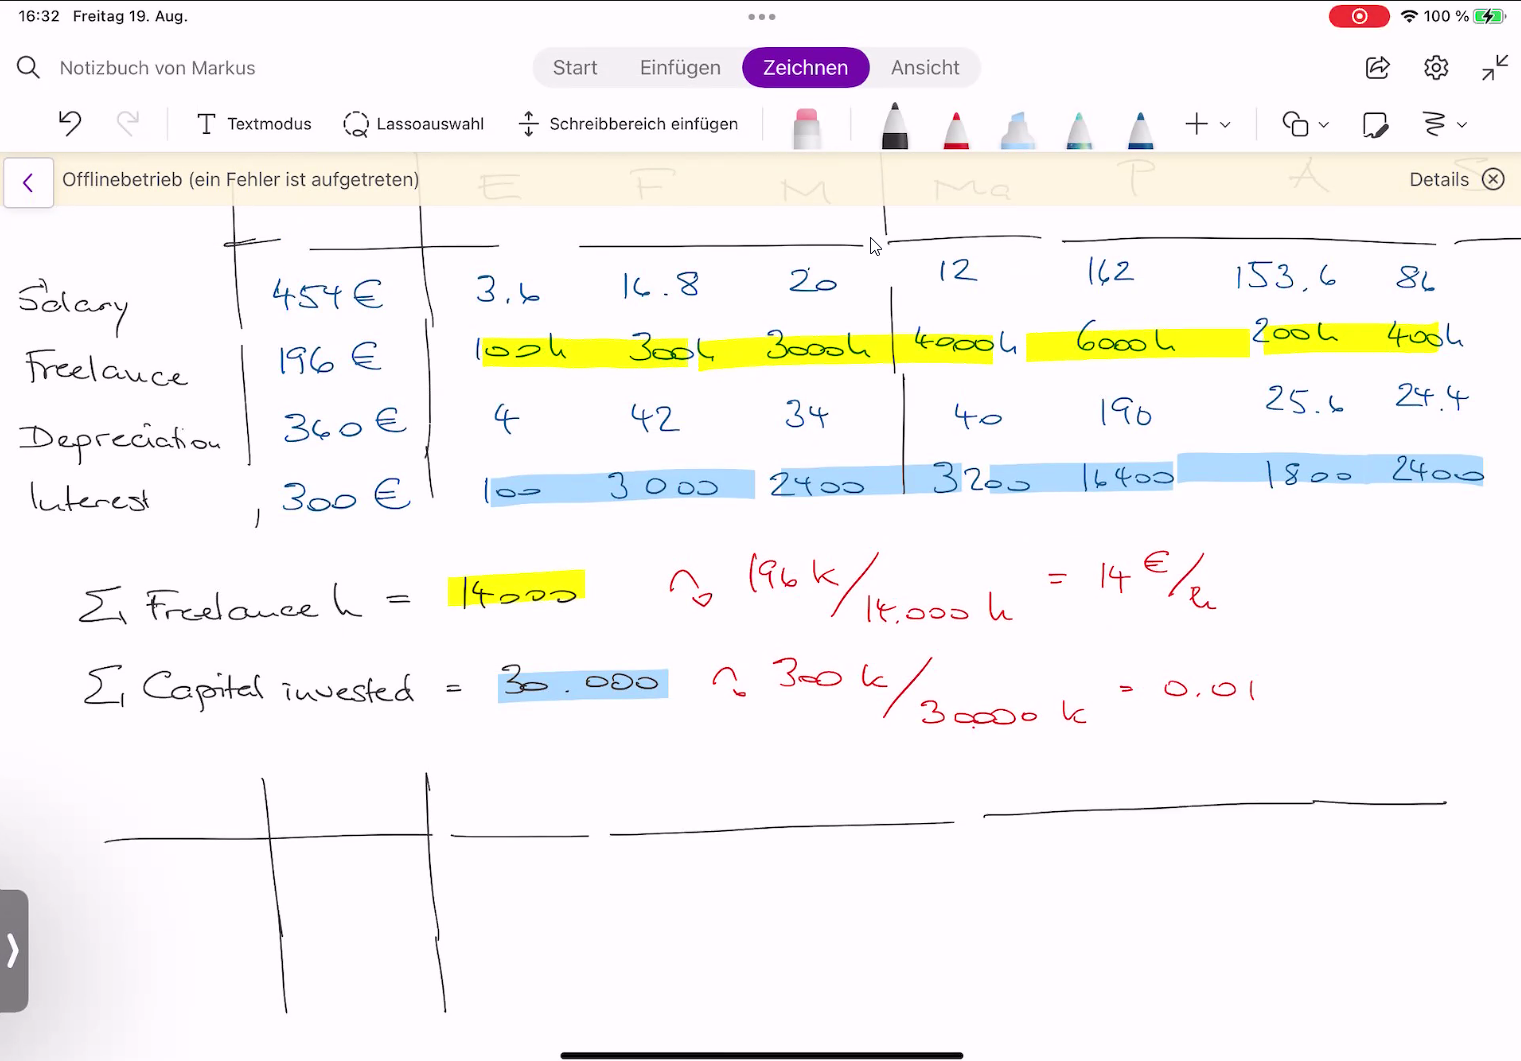 16:32 Freitag 19. Aug. 100 %
Notizbuch von Markus Start Einfügen Zeichnen Ansicht
T Textmodus Lassoauswahl Schreibbereich einfügen
Offlinebetrieb (ein Fehler ist aufgetreten) Details
E F M Ma P A S
Salary 454 € 3.6 16.8 20 12 162 153.6 86
Freelance 196 € 100h 300h 3000h 4000h 6000h 200h 400h
Depreciation 360 € 4 42 34 40 190 25.6 24.4
Interest 300 € 100 3000 2400 3200 16400 1800 2400
Σ Freelance h = 14000 196 k / 14.000 h = 14 €/h
Σ Capital invested = 30.000 300 k / 30000 k = 0.01